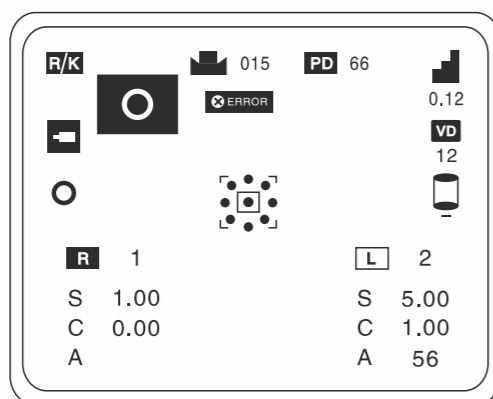 R/K 015 PD 66
ERROR 0.12
VD
12
R 1 L 2
S 1.00 S 5.00
C 0.00 C 1.00
A A 56